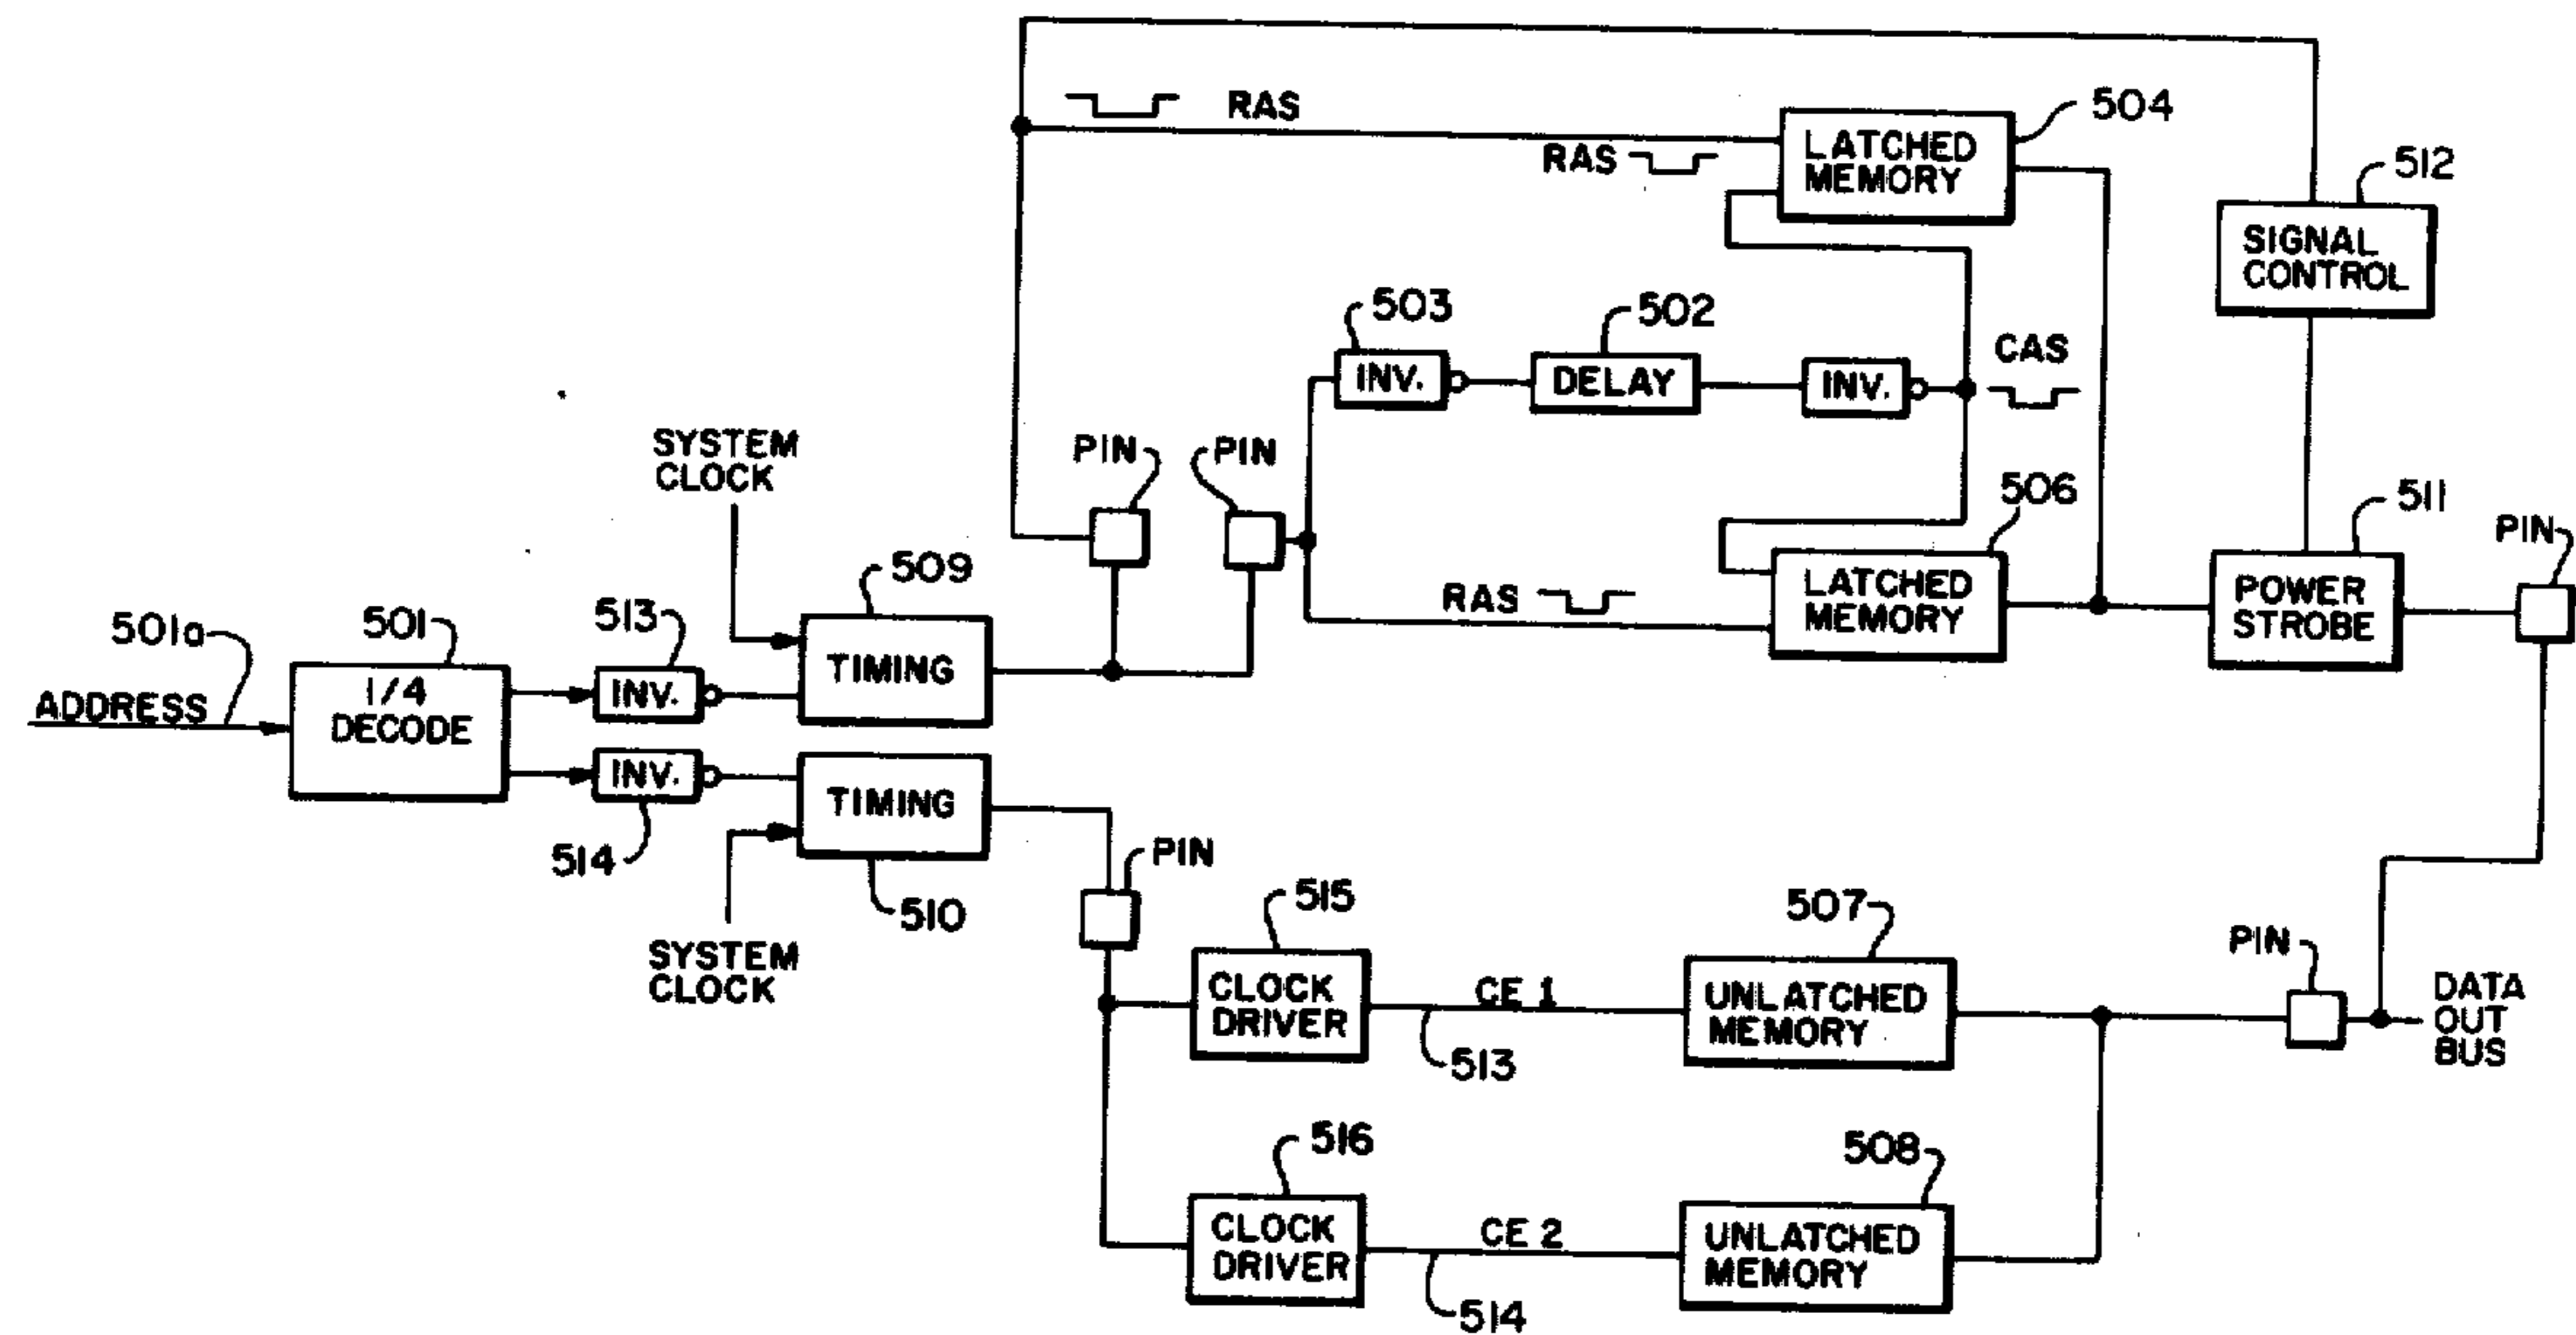 RAS
LATCHED
MEMORY
504
RAS
512
SIGNAL
CONTROL
503
502
INV.
DELAY
INV.
CAS
SYSTEM
CLOCK
PIN
PIN
506
511
PIN
509
LATCHED
MEMORY
POWER
STROBE
RAS
501a
501
513
ADDRESS
1/4
DECODE
INV.
TIMING
INV.
TIMING
514
510
SYSTEM
CLOCK
PIN
515
507
PIN
CLOCK
DRIVER
CE 1
UNLATCHED
MEMORY
DATA
OUT
BUS
513
516
508
CLOCK
DRIVER
CE 2
UNLATCHED
MEMORY
514